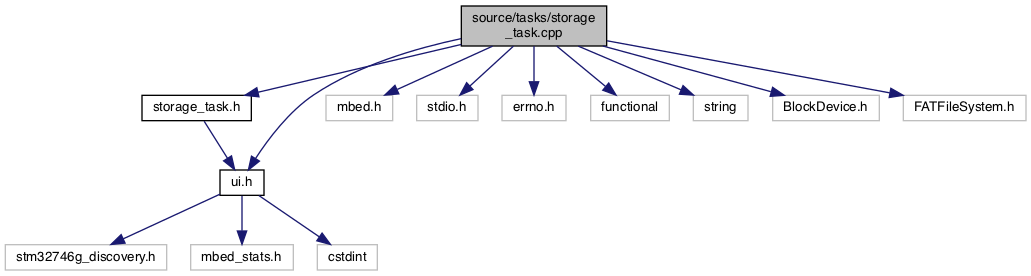 source/tasks/storage
_task.cpp
storage_task.h
mbed.h
stdio.h
errno.h
functional
string
BlockDevice.h
FATFileSystem.h
ui.h
stm32746g_discovery.h
mbed_stats.h
cstdint